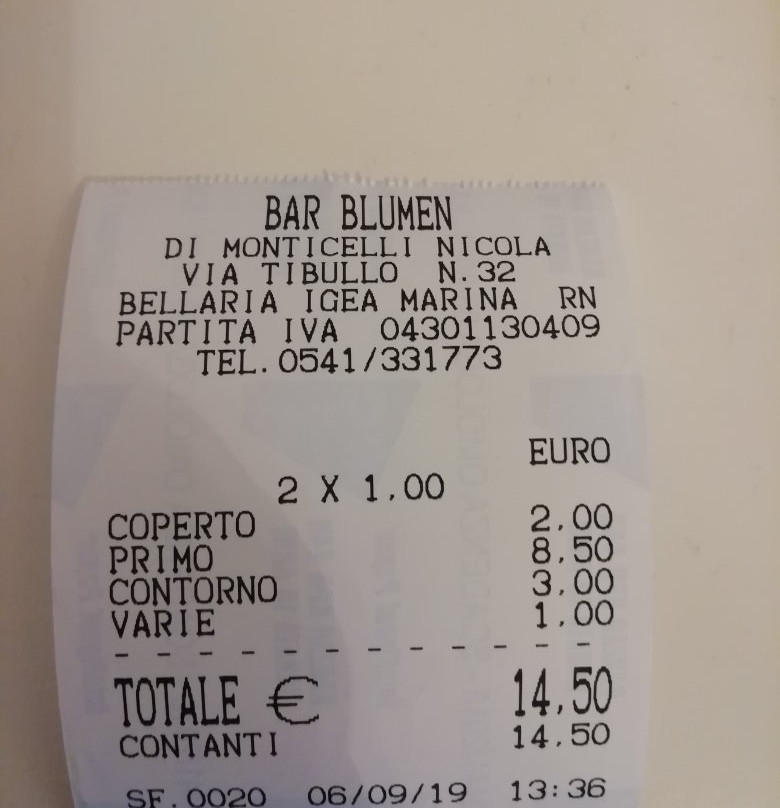 BAR BLUMEN
DI MONTICELLI NICOLA
VIA TIBULLO N.32
BELLARIA IGEA MARINA RN
PARTITA IVA 04301130409
TEL.0541/331773
EURO
2 X 1,00
COPERTO 2,00
PRIMO 8,50
CONTORNO 3,00
VARIE 1,00
- - - - - - - - - - - -
TOTALE € 14,50
CONTANTI 14,50
SF.0020 06/09/19 13:36